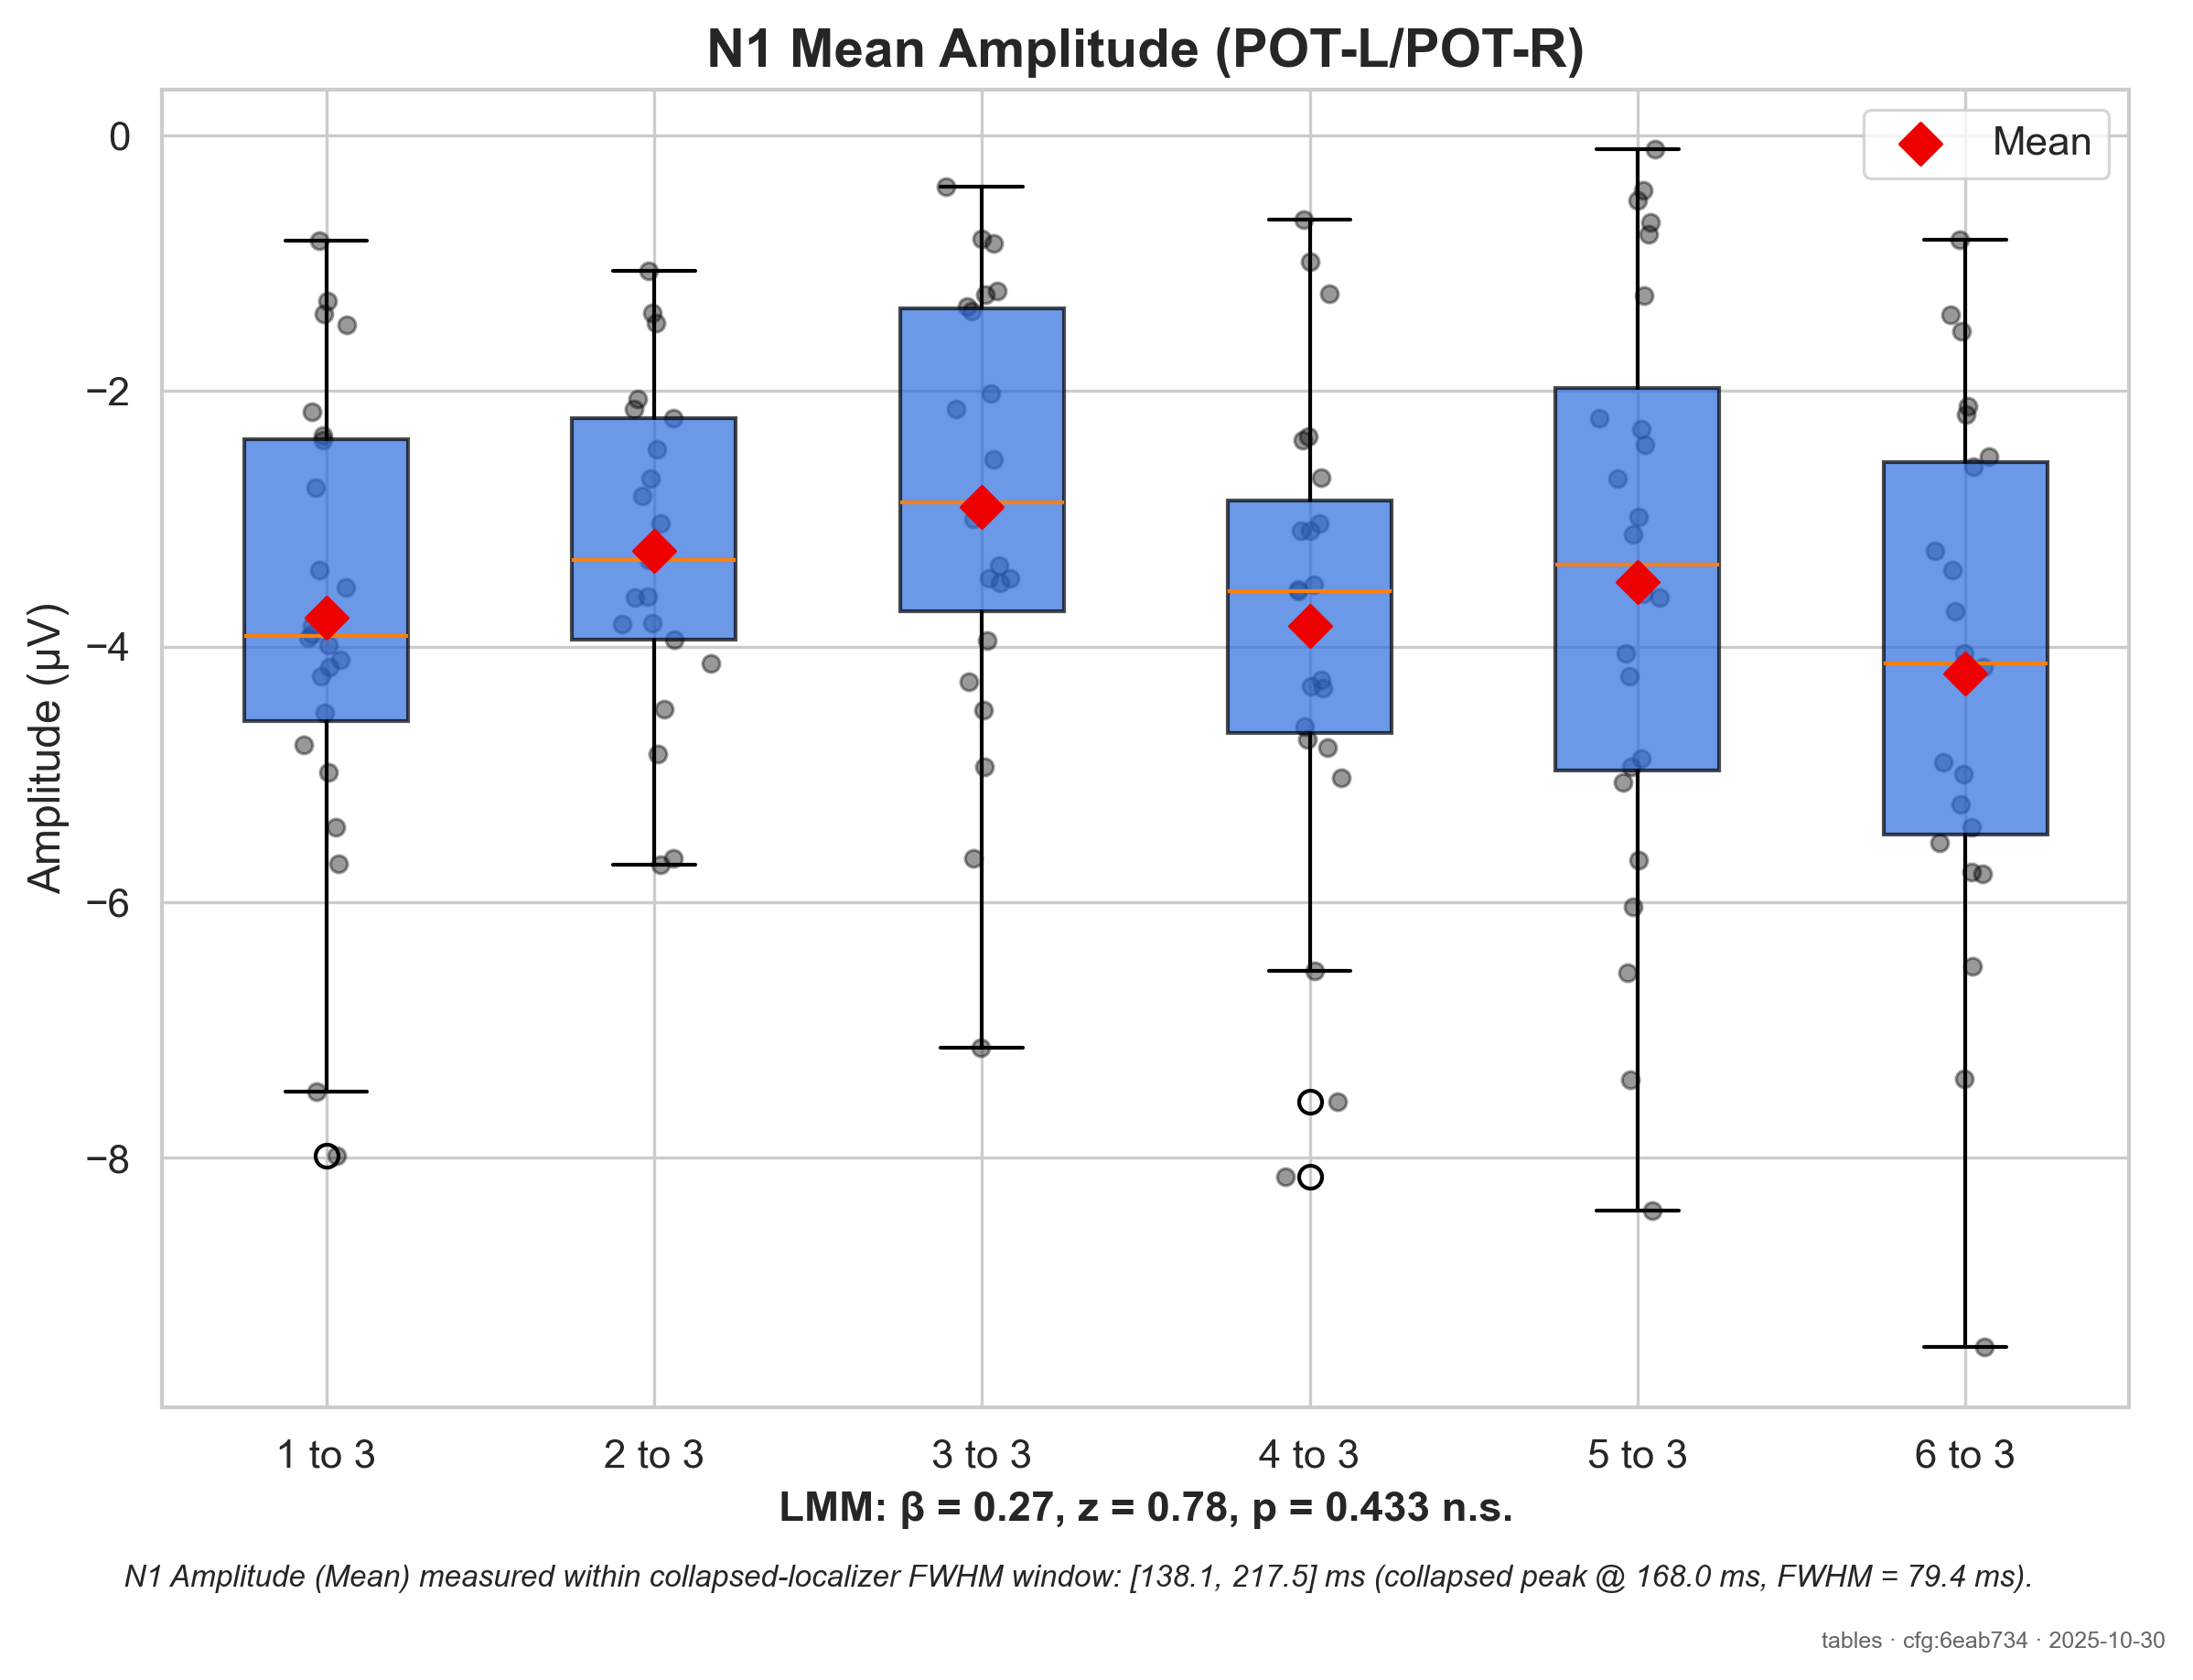 N1 Mean Amplitude (POT-L/POT-R)
Mean
0
−2
−4
−6
−8
Amplitude (µV)
1 to 3 2 to 3 3 to 3 4 to 3 5 to 3 6 to 3
LMM: β = 0.27, z = 0.78, p = 0.433 n.s.
N1 Amplitude (Mean) measured within collapsed-localizer FWHM window: [138.1, 217.5] ms (collapsed peak @ 168.0 ms, FWHM = 79.4 ms).
tables · cfg:6eab734 · 2025-10-30